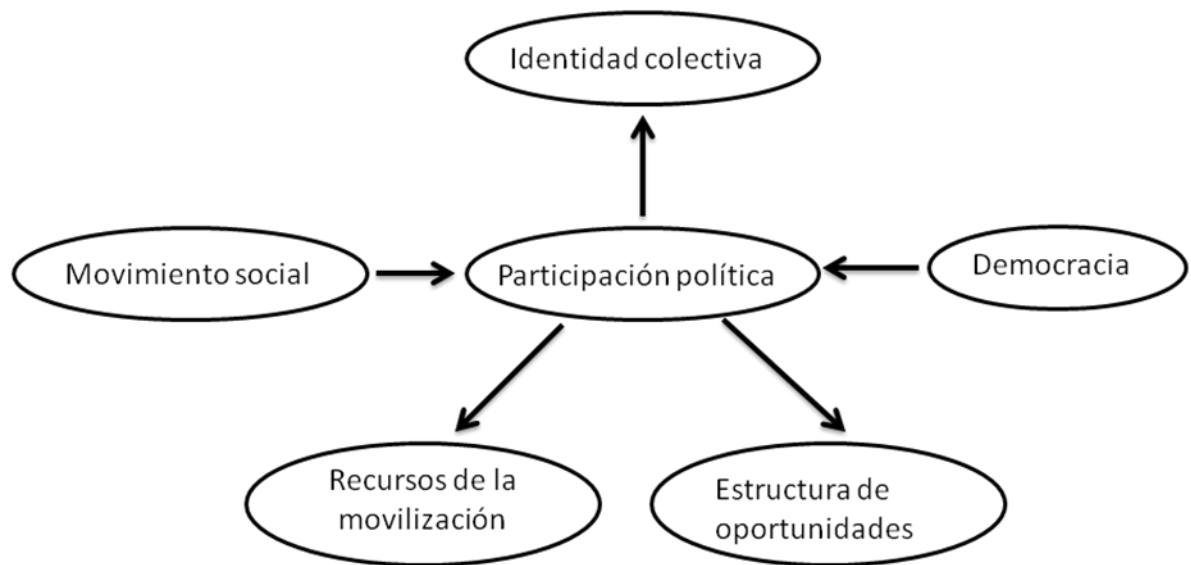 Identidad colectiva
Movimiento social
Participación política
Democracia
Recursos de la
movilización
Estructura de
oportunidades